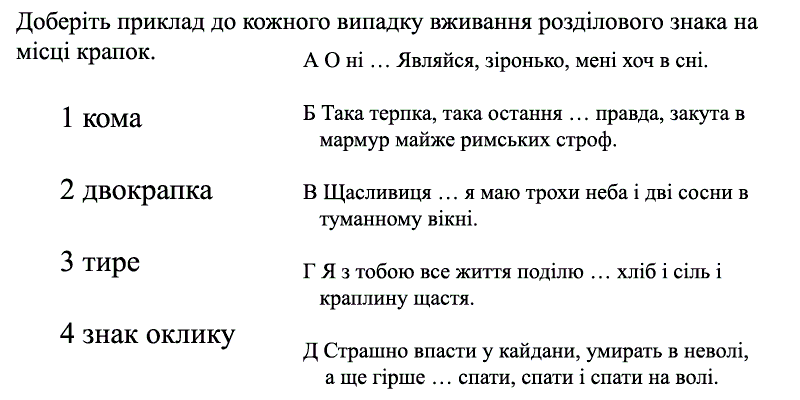 Доберіть приклад до кожного випадку вживання розділового знака на
місці крапок.
1 кома
2 двокрапка
3 тире
4 знак оклику
А О ні … Являйся, зіронько, мені хоч в сні.
Б Така терпка, така остання … правда, закута в
мармур майже римських строф.
В Щасливиця … я маю трохи неба і дві сосни в
туманному вікні.
Г Я з тобою все життя поділю … хліб і сіль і
краплину щастя.
Д Страшно впасти у кайдани, умирать в неволі,
а ще гірше … спати, спати і спати на волі.